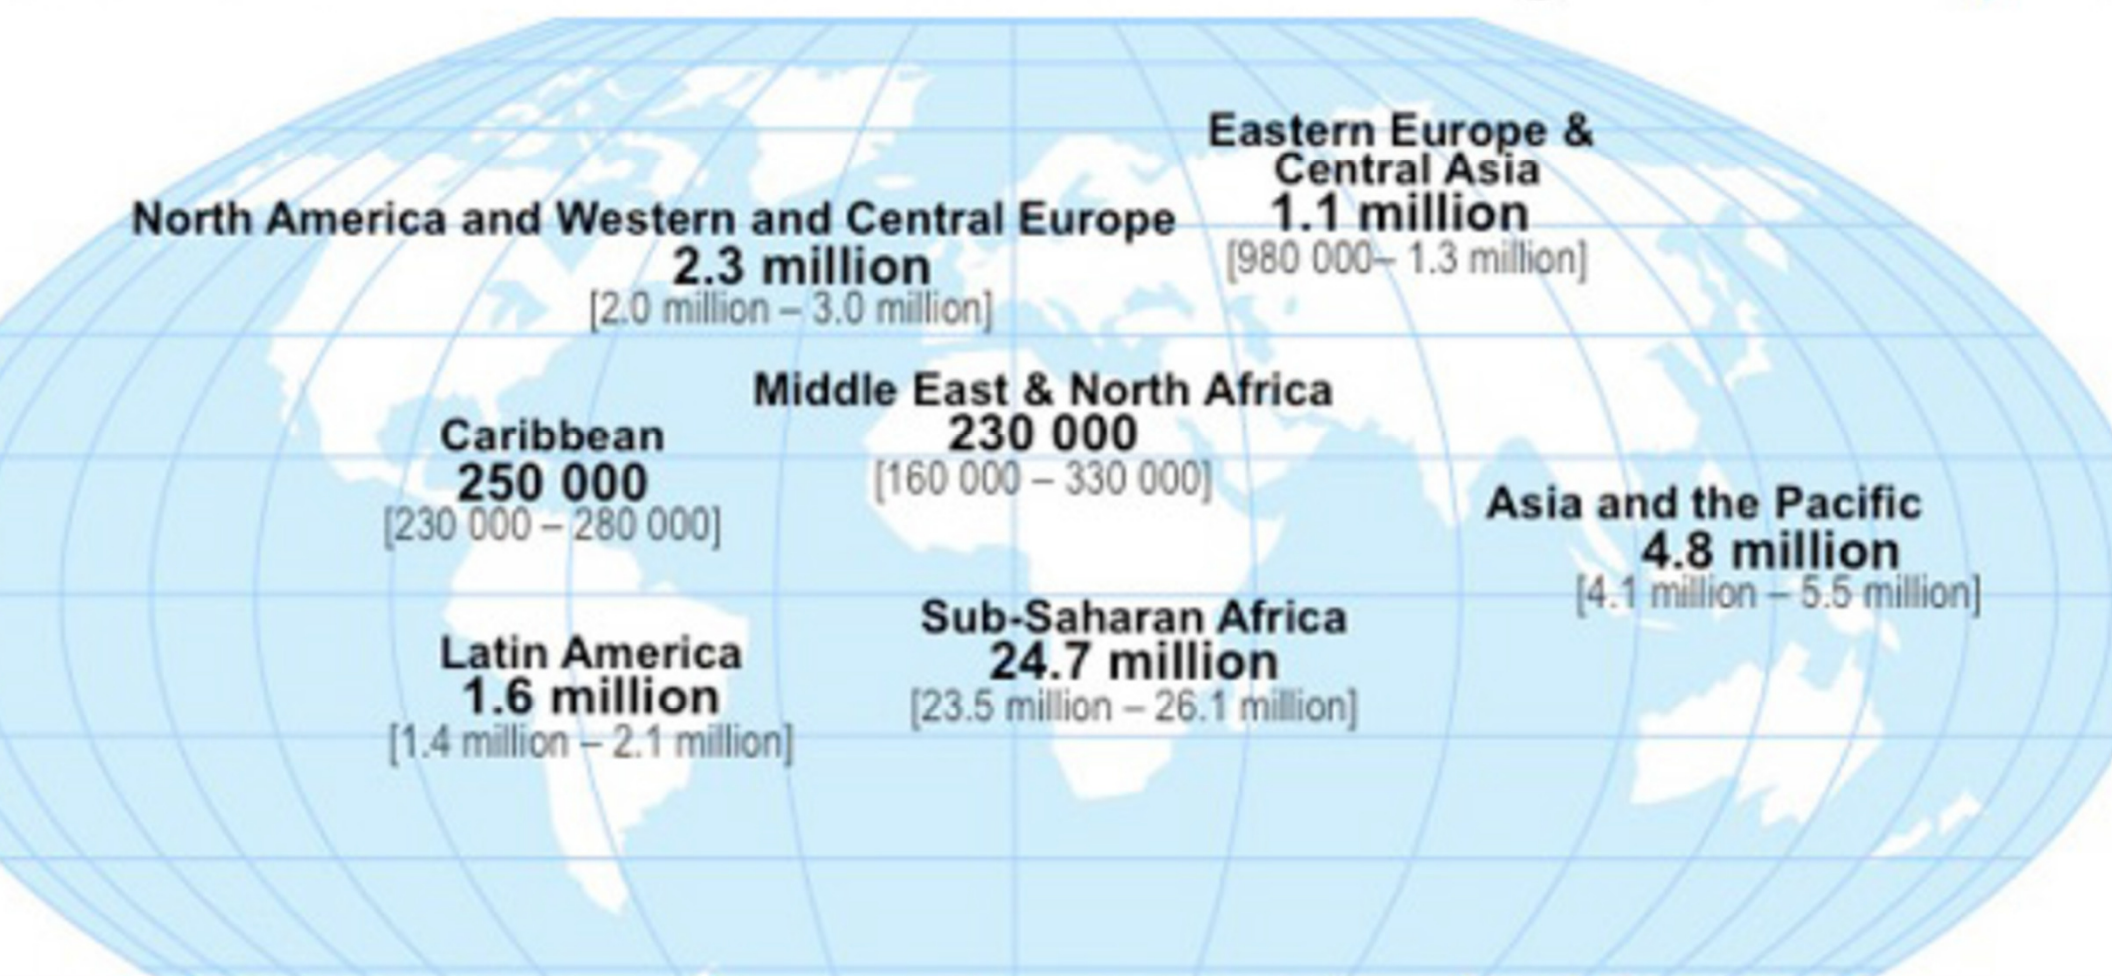 Eastern Europe &
Central Asia
1.1 million
[980 000– 1.3 million]
North America and Western and Central Europe
2.3 million
[2.0 million – 3.0 million]
Middle East & North Africa
230 000
[160 000 – 330 000]
Caribbean
250 000
[230 000 – 280 000]
Asia and the Pacific
4.8 million
[4.1 million – 5.5 million]
Sub-Saharan Africa
24.7 million
[23.5 million – 26.1 million]
Latin America
1.6 million
[1.4 million – 2.1 million]